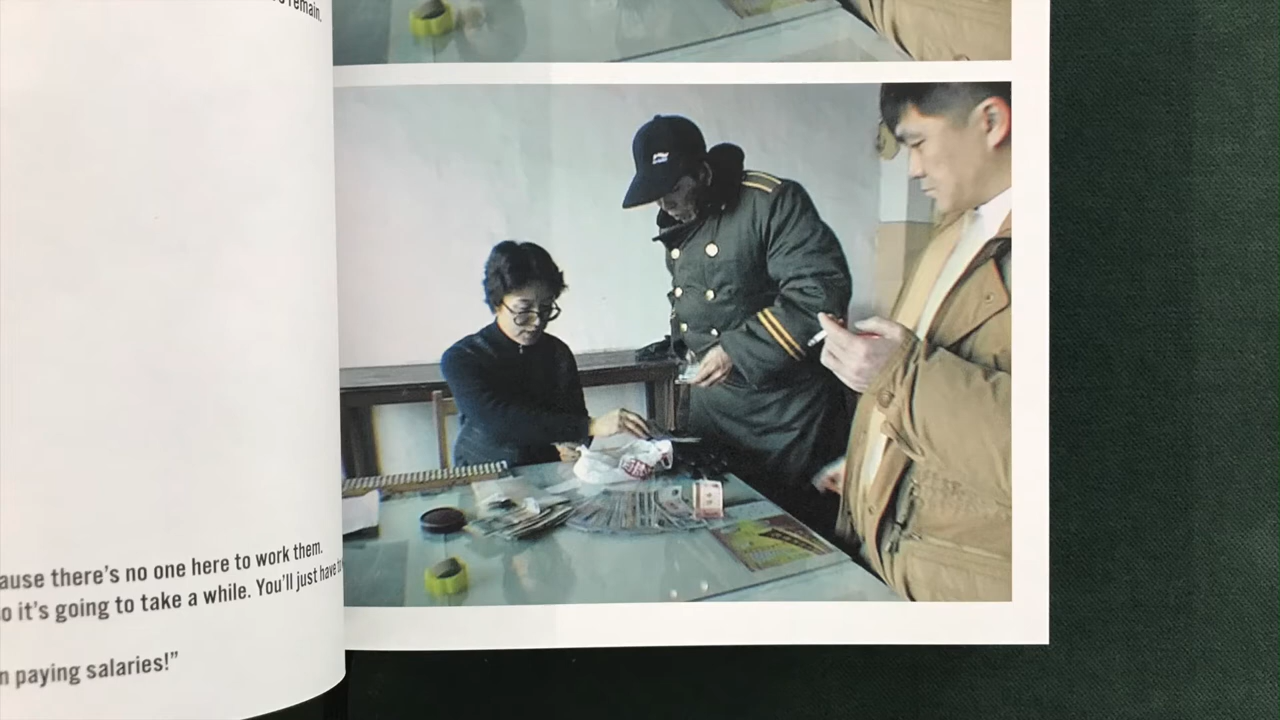 remain,
ause there's no one here to work them.
o it's going to take a while. You'll just have
n paying salaries!"